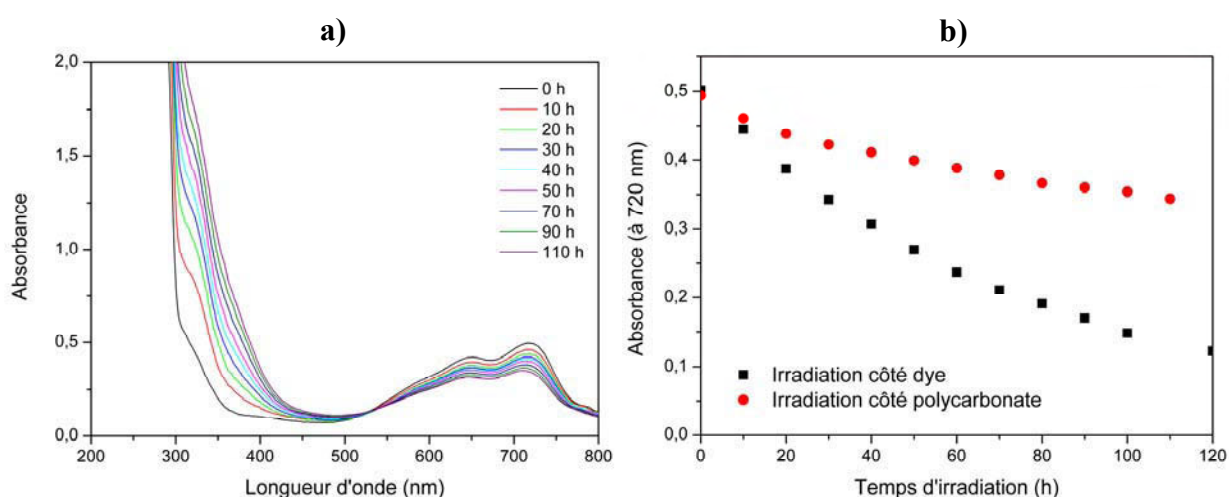 a)
2,0
1,5
1,0
0,5
0,0
200 300 400 500 600 700 800
Absorbance
Longueur d'onde (nm)
0 h
10 h
20 h
30 h
40 h
50 h
70 h
90 h
110 h
b)
0,5
0,4
0,3
0,2
0,1
0,0
0 20 40 60 80 100 120
Absorbance (à 720 nm)
Temps d'irradiation (h)
Irradiation côté dye
Irradiation côté polycarbonate